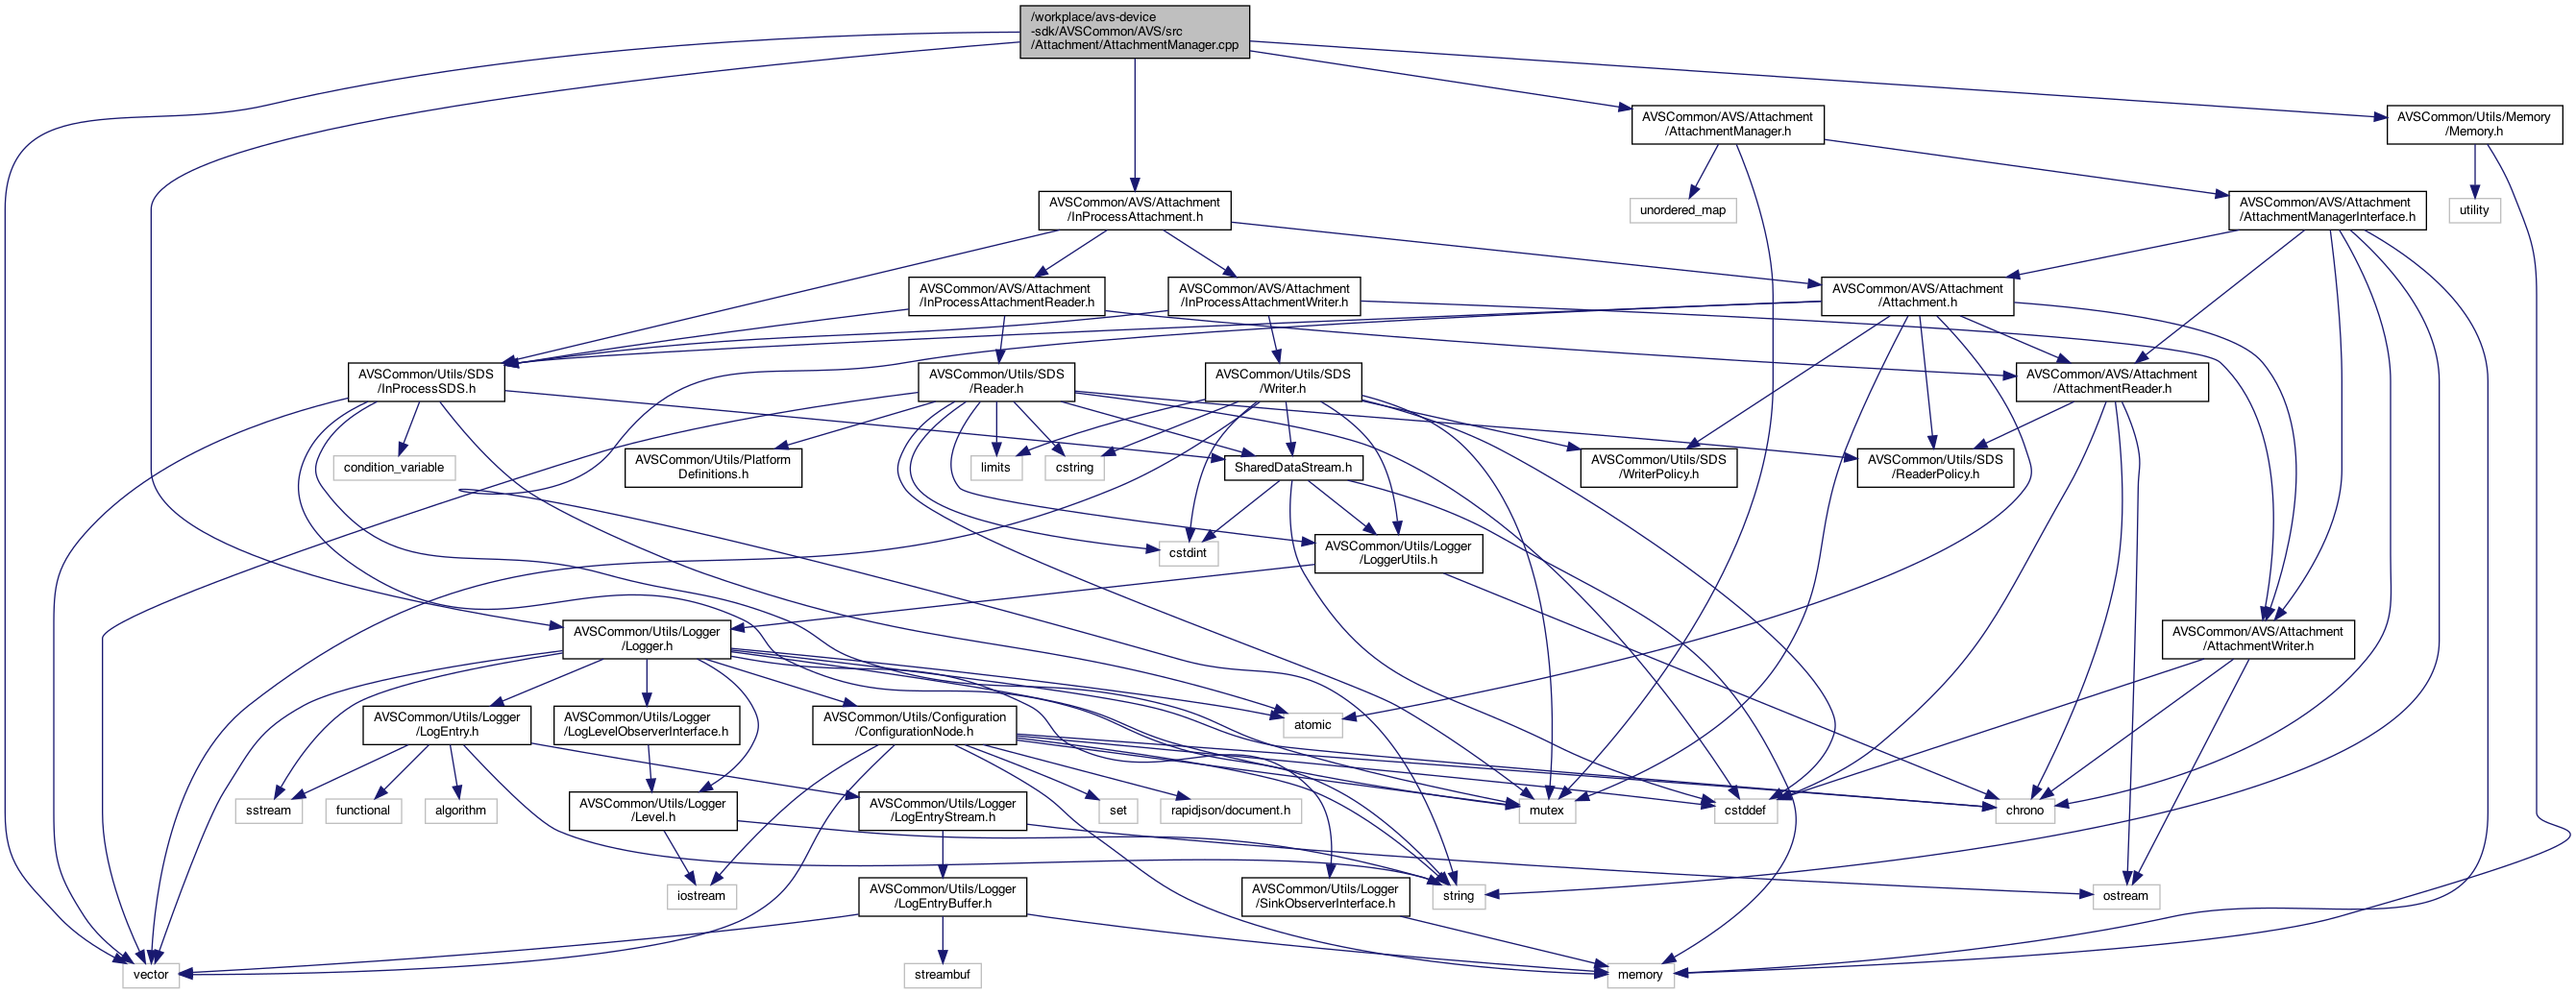 /workplace/avs-device
-sdk/AVSCommon/AVS/src
/Attachment/AttachmentManager.cpp
AVSCommon/AVS/Attachment
/AttachmentManager.h
AVSCommon/Utils/Memory
/Memory.h
AVSCommon/AVS/Attachment
/InProcessAttachment.h
unordered_map
AVSCommon/AVS/Attachment
/AttachmentManagerInterface.h
utility
AVSCommon/AVS/Attachment
/InProcessAttachmentReader.h
AVSCommon/AVS/Attachment
/InProcessAttachmentWriter.h
AVSCommon/AVS/Attachment
/Attachment.h
AVSCommon/Utils/SDS
/InProcessSDS.h
AVSCommon/Utils/SDS
/Reader.h
AVSCommon/Utils/SDS
/Writer.h
AVSCommon/AVS/Attachment
/AttachmentReader.h
condition_variable
AVSCommon/Utils/Platform
Definitions.h
limits
cstring
SharedDataStream.h
AVSCommon/Utils/SDS
/WriterPolicy.h
AVSCommon/Utils/SDS
/ReaderPolicy.h
cstdint
AVSCommon/Utils/Logger
/LoggerUtils.h
AVSCommon/Utils/Logger
/Logger.h
AVSCommon/AVS/Attachment
/AttachmentWriter.h
AVSCommon/Utils/Logger
/LogEntry.h
AVSCommon/Utils/Logger
/LogLevelObserverInterface.h
AVSCommon/Utils/Configuration
/ConfigurationNode.h
atomic
sstream
functional
algorithm
AVSCommon/Utils/Logger
/Level.h
AVSCommon/Utils/Logger
/LogEntryStream.h
set
rapidjson/document.h
mutex
cstddef
chrono
iostream
AVSCommon/Utils/Logger
/LogEntryBuffer.h
AVSCommon/Utils/Logger
/SinkObserverInterface.h
string
ostream
vector
streambuf
memory